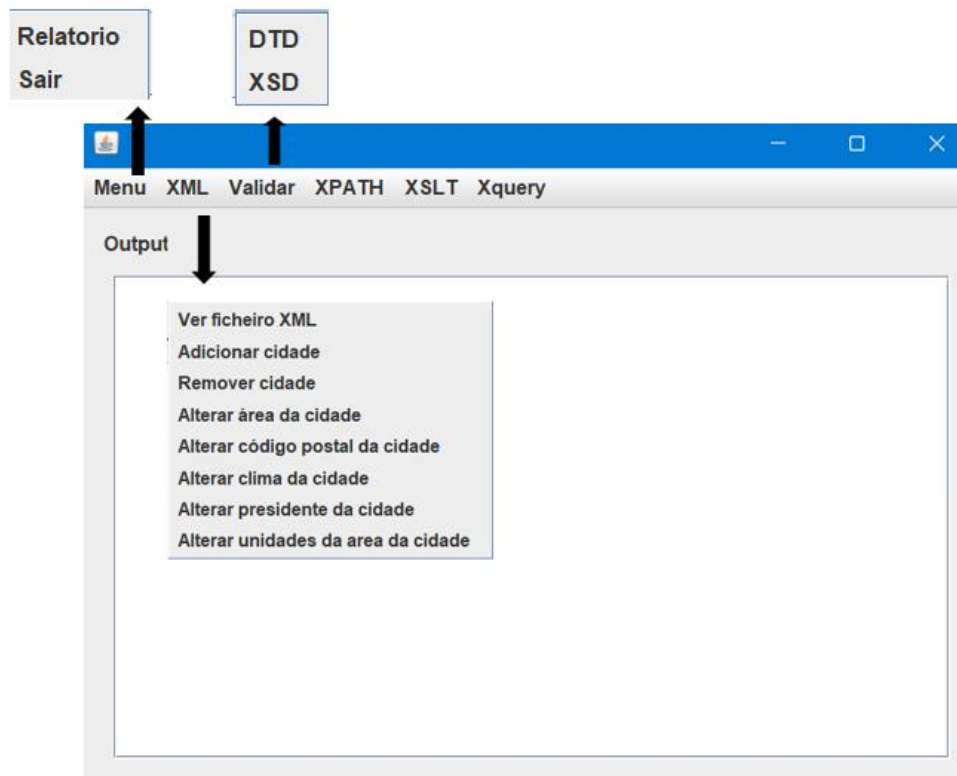 Relatorio
Sair
DTD
XSD
Menu XML Validar XPATH XSLT Xquery
Output
Ver ficheiro XML
Adicionar cidade
Remover cidade
Alterar área da cidade
Alterar código postal da cidade
Alterar clima da cidade
Alterar presidente da cidade
Alterar unidades da area da cidade